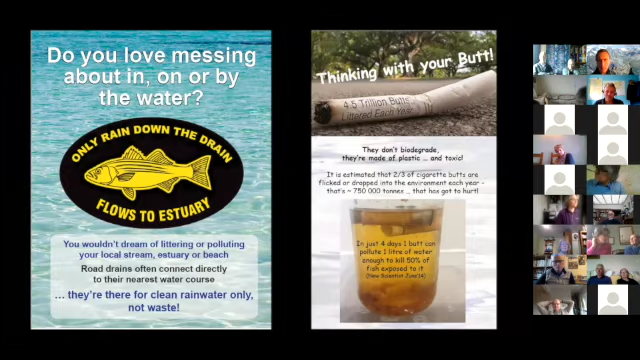 Do you love messing
about in, on or by
the water?
ONLY RAIN DOWN THE DRAIN
FLOWS TO ESTUARY
You wouldn't dream of littering or polluting
your local stream, estuary or beach
Road drains often connect directly
to their nearest water course
... they're there for clean rainwater only,
not waste!
Thinking with your Butt!
4.5 Trillion Butts
Littered Each Year
They don't biodegrade,
they're made of plastic ... and toxic!
It is estimated that 2/3 of cigarette butts are
flicked or dropped into the environment each year -
that's ~ 750 000 tonnes ... that has got to hurt!
In just 4 days 1 butt can
pollute 1 litre of water
enough to kill 50% of
fish exposed to it
(New Scientist June'14)